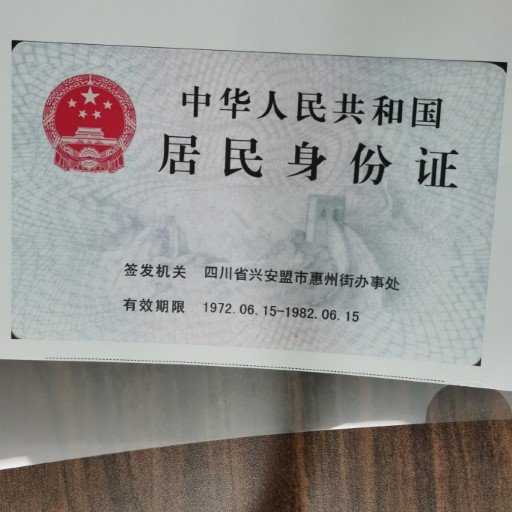 中华人民共和国
居民身份证
签发机关 四川省兴安盟市惠州街办事处
有效期限 1972.06.15-1982.06.15